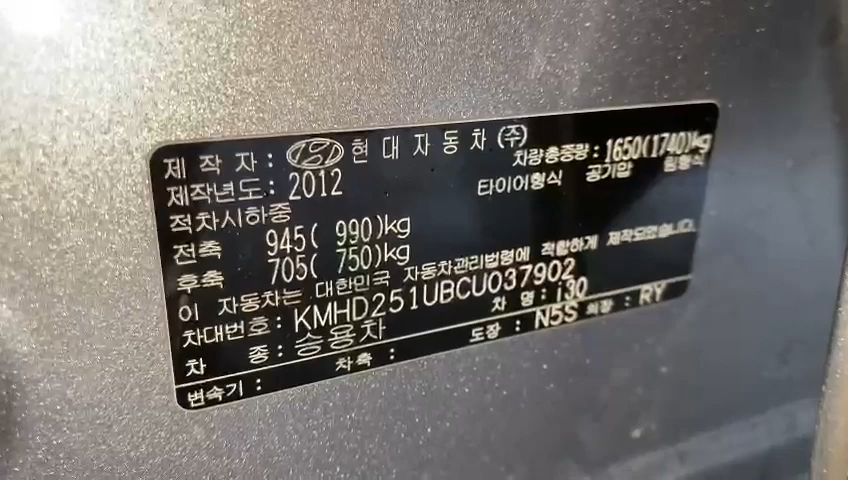 제 작 자 : 현 대 자 동 차 (주)
제작년도 : 2012 차량총중량 : 1650(1740)kg
적차시하중 타이어형식 공기압 림형식
전축 945( 990)kg
후축 705( 750)kg
이 자동차는 대한민국 자동차관리법령에 적합하게 제작되었습니다.
차대번호 : KMHD251UBCU037902
차 종 : 승용차 차 명 : i30
변속기 : 차축 : 도장 : N5S 외장 : RY